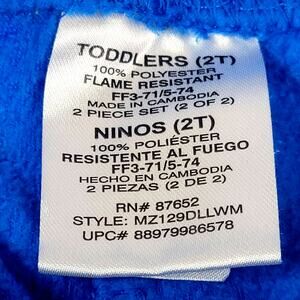 TODDLERS (2T)
100% POLYESTER
FLAME RESISTANT
FF3-71/5-74
MADE IN CAMBODIA
2 PIECE SET (2 OF 2)
NINOS (2T)
100% POLIÉSTER
RESISTENTE AL FUEGO
FF3-71/5-74
HECHO EN CAMBODIA
2 PIEZAS (2 DE 2)
RN# 87652
STYLE: MZ129DLLWM
UPC# 88979986578